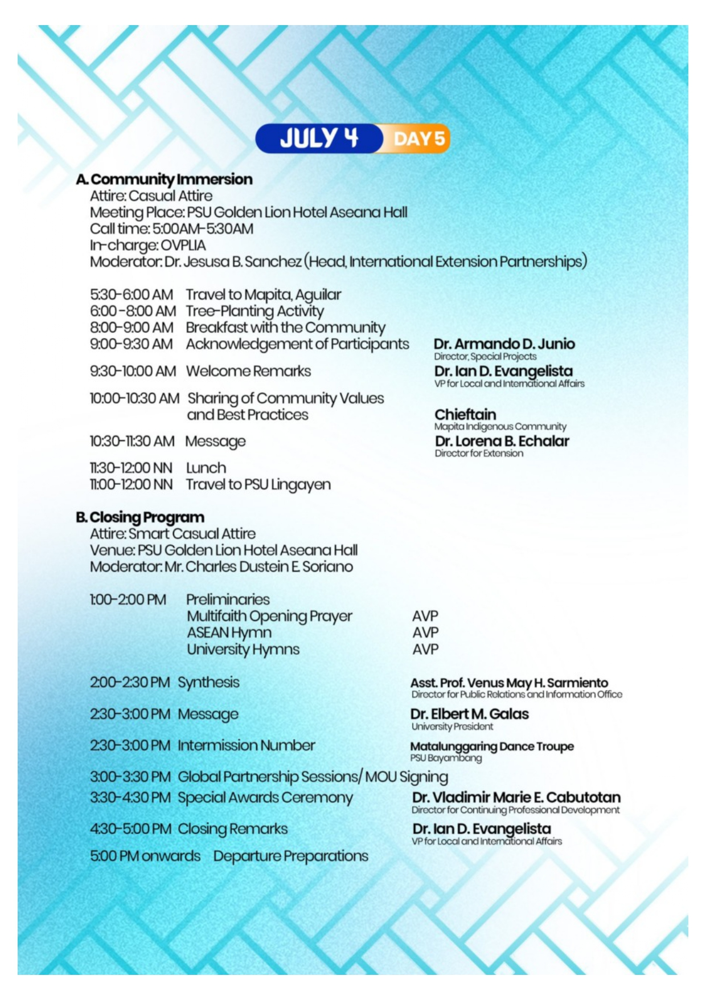 JULY 4 DAY 5
A. Community Immersion
Attire: Casual Attire
Meeting Place: PSU Golden Lion Hotel Aseana Hall
Call time: 5:00AM-5:30AM
In-charge: OVPLIA
Moderator: Dr. Jesusa B. Sanchez (Head, International Extension Partnerships)
5:30-6:00 AM Travel to Mapita, Aguilar
6:00 -8:00 AM Tree-Planting Activity
8:00-9:00 AM Breakfast with the Community
9:00-9:30 AM Acknowledgement of Participants Dr. Armando D. Junio
Director, Special Projects
9:30-10:00 AM Welcome Remarks Dr. Ian D. Evangelista
VP for Local and International Affairs
10:00-10:30 AM Sharing of Community Values
and Best Practices Chieftain
Mapita Indigenous Community
10:30-11:30 AM Message Dr. Lorena B. Echalar
Director for Extension
11:30-12:00 NN Lunch
11:00-12:00 NN Travel to PSU Lingayen
B. Closing Program
Attire: Smart Casual Attire
Venue: PSU Golden Lion Hotel Aseana Hall
Moderator: Mr. Charles Dustein E. Soriano
1:00-2:00 PM Preliminaries
Multifaith Opening Prayer AVP
ASEAN Hymn AVP
University Hymns AVP
2:00-2:30 PM Synthesis Asst. Prof. Venus May H. Sarmiento
Director for Public Relations and Information Office
2:30-3:00 PM Message Dr. Elbert M. Galas
University President
2:30-3:00 PM Intermission Number Matalunggaring Dance Troupe
PSU Bayambang
3:00-3:30 PM Global Partnership Sessions/ MOU Signing
3:30-4:30 PM Special Awards Ceremony Dr. Vladimir Marie E. Cabutotan
Director for Continuing Professional Development
4:30-5:00 PM Closing Remarks Dr. Ian D. Evangelista
VP for Local and International Affairs
5:00 PM onwards Departure Preparations